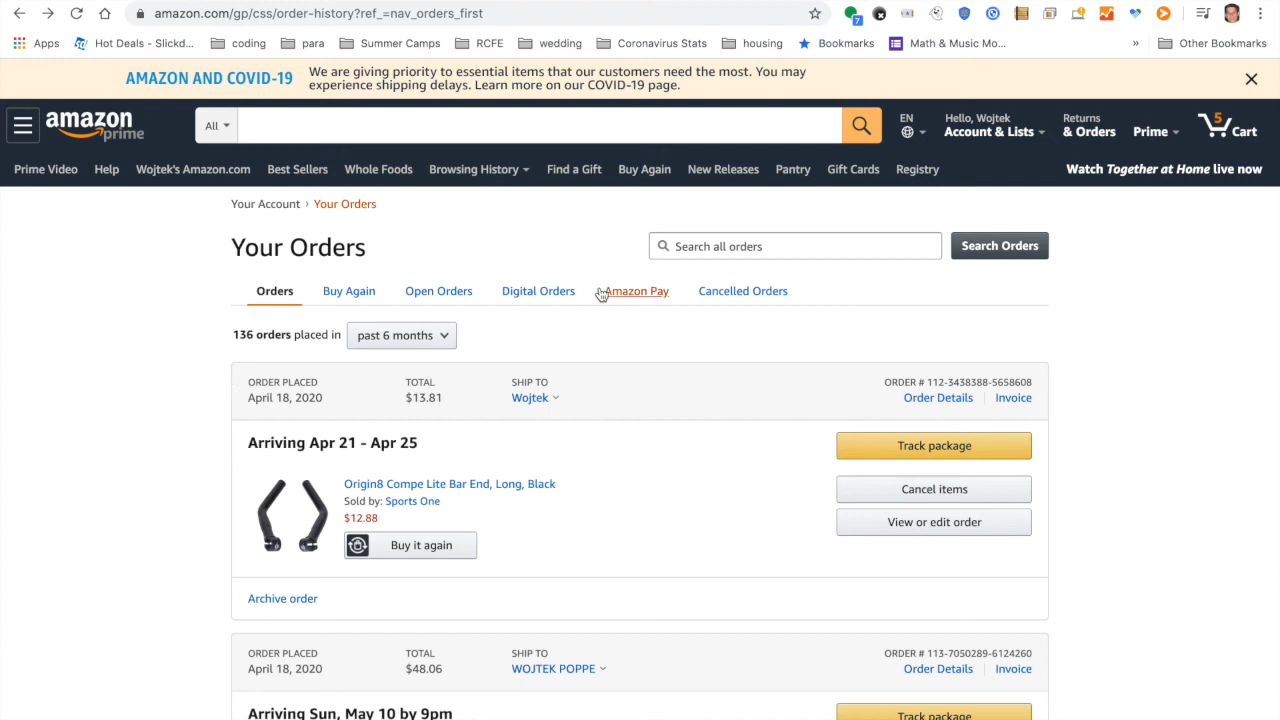 amazon.com/gp/css/order-history?ref_=nav_orders_first
7
Apps
Hot Deals - Slickd...
coding
para
Summer Camps
RCFE
wedding
Coronavirus Stats
housing
Bookmarks
Math & Music Mo...
»
Other Bookmarks
AMAZON AND COVID-19
We are giving priority to essential items that our customers need the most. You may
experience shipping delays. Learn more on our COVID-19 page.
amazon
prime
All
EN
Hello, Wojtek
Account & Lists
Returns
& Orders
Prime
5
Cart
Prime Video
Help
Wojtek's Amazon.com
Best Sellers
Whole Foods
Browsing History
Find a Gift
Buy Again
New Releases
Pantry
Gift Cards
Registry
Watch Together at Home live now
Your Account › Your Orders
Your Orders
Search all orders
Search Orders
Orders
Buy Again
Open Orders
Digital Orders
Amazon Pay
Cancelled Orders
136 orders placed in
past 6 months
ORDER PLACED
April 18, 2020
TOTAL
$13.81
SHIP TO
Wojtek
ORDER # 112-3438388-5658608
Order Details
Invoice
Arriving Apr 21 - Apr 25
Track package
Origin8 Compe Lite Bar End, Long, Black
Sold by: Sports One
$12.88
Buy it again
Cancel items
View or edit order
Archive order
ORDER PLACED
April 18, 2020
TOTAL
$48.06
SHIP TO
WOJTEK POPPE
ORDER # 113-7050289-6124260
Order Details
Invoice
Arriving Sun, May 10 by 9pm
Track package